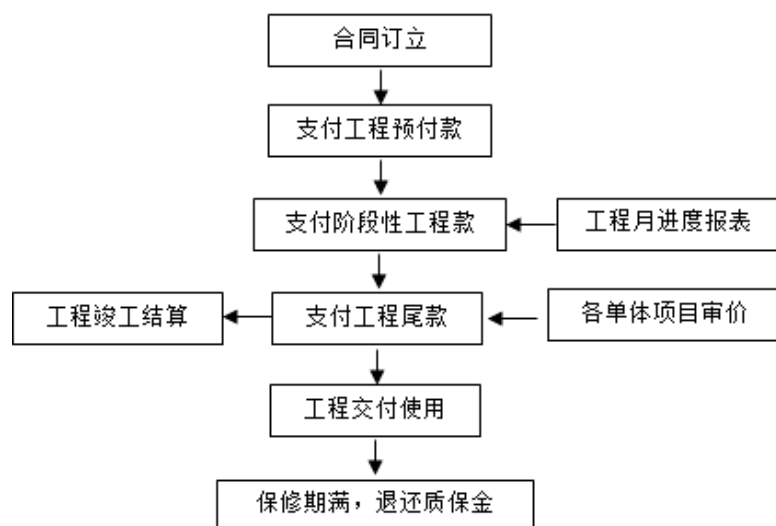 合同订立
支付工程预付款
支付阶段性工程款
工程月进度报表
工程竣工结算
支付工程尾款
各单体项目审价
工程交付使用
保修期满，退还质保金